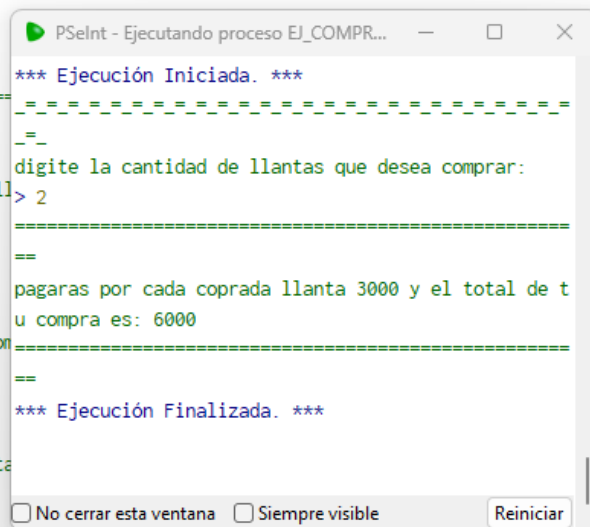 PSeInt - Ejecutando proceso EJ_COMPR...
*** Ejecución Iniciada. ***
_=_=_=_=_=_=_=_=_=_=_=_=_=_=_=_=_=_=_=_=_=_=_=_=_=_=
_=_
digite la cantidad de llantas que desea comprar:
> 2
====================================================
==
pagaras por cada coprada llanta 3000 y el total de t
u compra es: 6000
====================================================
==
*** Ejecución Finalizada. ***
No cerrar esta ventana Siempre visible Reiniciar